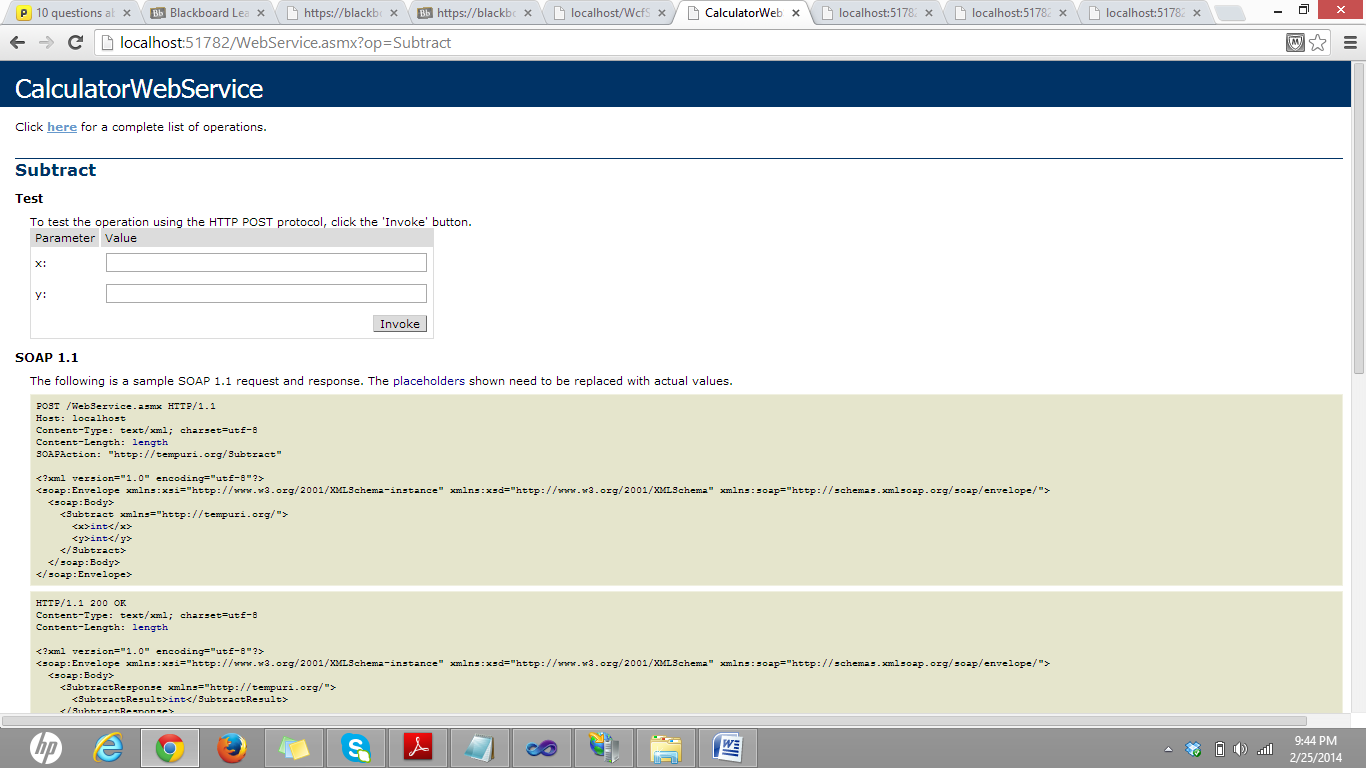 10 questions ab
Blackboard Lea
https://blackbo
https://blackbo
localhost/WcfS
CalculatorWeb
localhost:51782
localhost:51782
localhost:51782
localhost:51782/WebService.asmx?op=Subtract
CalculatorWebService
Click here for a complete list of operations.
Subtract
Test
To test the operation using the HTTP POST protocol, click the 'Invoke' button.
Parameter Value
x:
y:
Invoke
SOAP 1.1
The following is a sample SOAP 1.1 request and response. The placeholders shown need to be replaced with actual values.
POST /WebService.asmx HTTP/1.1
Host: localhost
Content-Type: text/xml; charset=utf-8
Content-Length: length
SOAPAction: "http://tempuri.org/Subtract"
<?xml version="1.0" encoding="utf-8"?>
<soap:Envelope xmlns:xsi="http://www.w3.org/2001/XMLSchema-instance" xmlns:xsd="http://www.w3.org/2001/XMLSchema" xmlns:soap="http://schemas.xmlsoap.org/soap/envelope/">
<soap:Body>
<Subtract xmlns="http://tempuri.org/">
<x>int</x>
<y>int</y>
</Subtract>
</soap:Body>
</soap:Envelope>
HTTP/1.1 200 OK
Content-Type: text/xml; charset=utf-8
Content-Length: length
<?xml version="1.0" encoding="utf-8"?>
<soap:Envelope xmlns:xsi="http://www.w3.org/2001/XMLSchema-instance" xmlns:xsd="http://www.w3.org/2001/XMLSchema" xmlns:soap="http://schemas.xmlsoap.org/soap/envelope/">
<soap:Body>
<SubtractResponse xmlns="http://tempuri.org/">
<SubtractResult>int</SubtractResult>
</SubtractResponse>
9:44 PM
2/25/2014